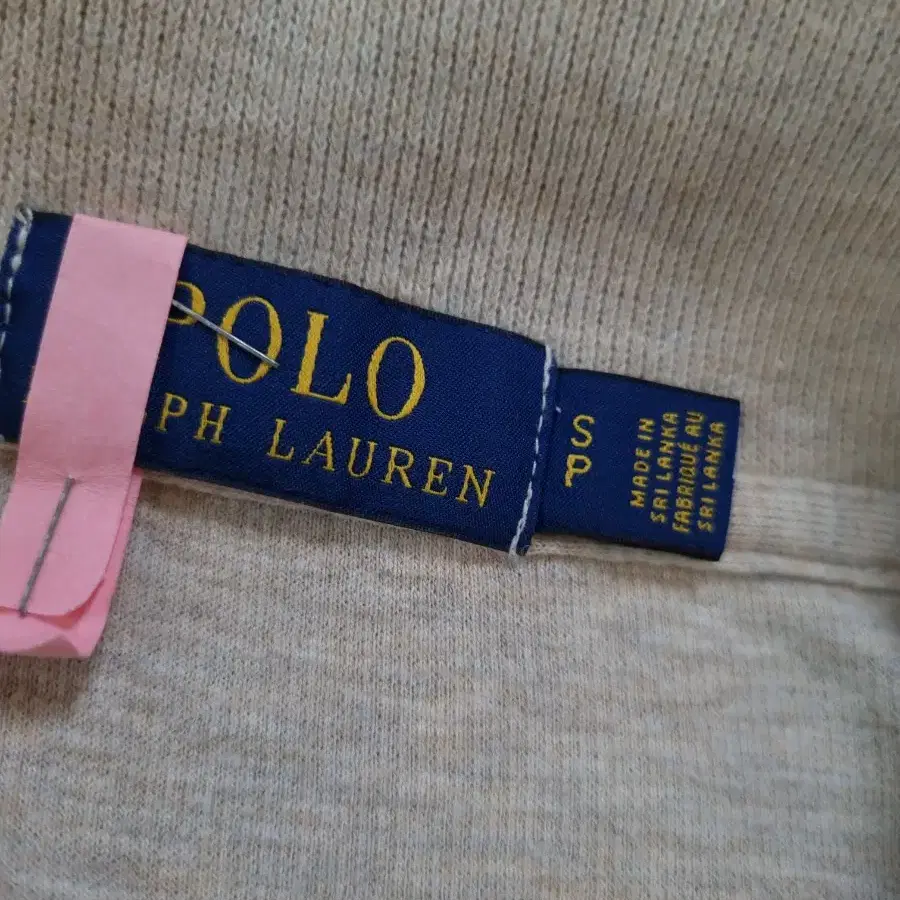 POLO
PH LAUREN
S
P
MADE IN
SRI LANKA
FABRIQUÉ AU
SRI LANKA